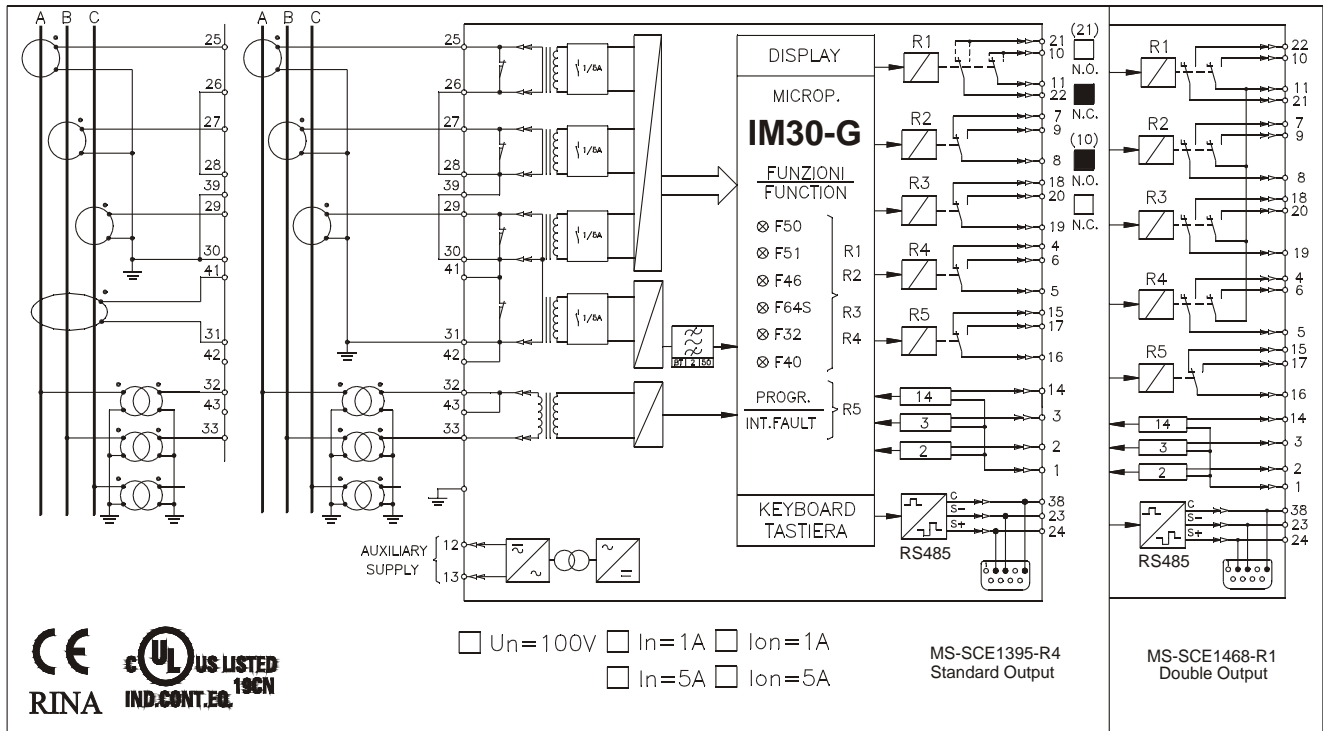 A B C
25
26
27
28
39
29
30
41
31
42
32
43
33
A B C
25
26
27
28
39
29
30
41
31
42
32
43
33
AUXILIARY
SUPPLY
12
13
1/5A
1/5A
1/5A
1/5A
BT 2 50
DISPLAY
MICROP.
IM30-G
FUNZIONI
FUNCTION
F50
F51
F46
F64S
F32
F40
R1
R2
R3
R4
PROGR.
INT.FAULT
R5
KEYBOARD
TASTIERA
R1
21
10
11
22
(21)
N.O.
N.C.
(10)
N.O.
N.C.
R2
7
9
8
R3
18
20
19
R4
4
6
5
R5
15
17
16
14
14
3
3
2
2
1
C
S-
S+
38
23
24
RS485
1
R1
22
10
11
21
R2
7
9
8
R3
18
20
19
R4
4
6
5
R5
15
17
16
14
14
3
3
2
2
1
C
S-
S+
38
23
24
RS485
1
CE
RINA
C UL US LISTED
19CN
IND.CONT.EQ.
Un=100V In=1A Ion=1A
In=5A Ion=5A
MS-SCE1395-R4
Standard Output
MS-SCE1468-R1
Double Output